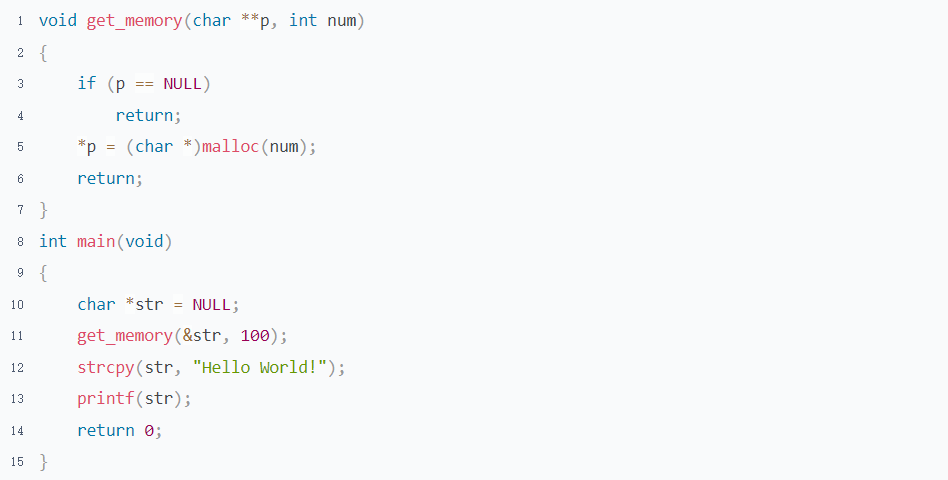 1 void get_memory(char **p, int num)
2 {
3     if (p == NULL)
4         return;
5     *p = (char *)malloc(num);
6     return;
7 }
8 int main(void)
9 {
10     char *str = NULL;
11     get_memory(&str, 100);
12     strcpy(str, "Hello World!");
13     printf(str);
14     return 0;
15 }